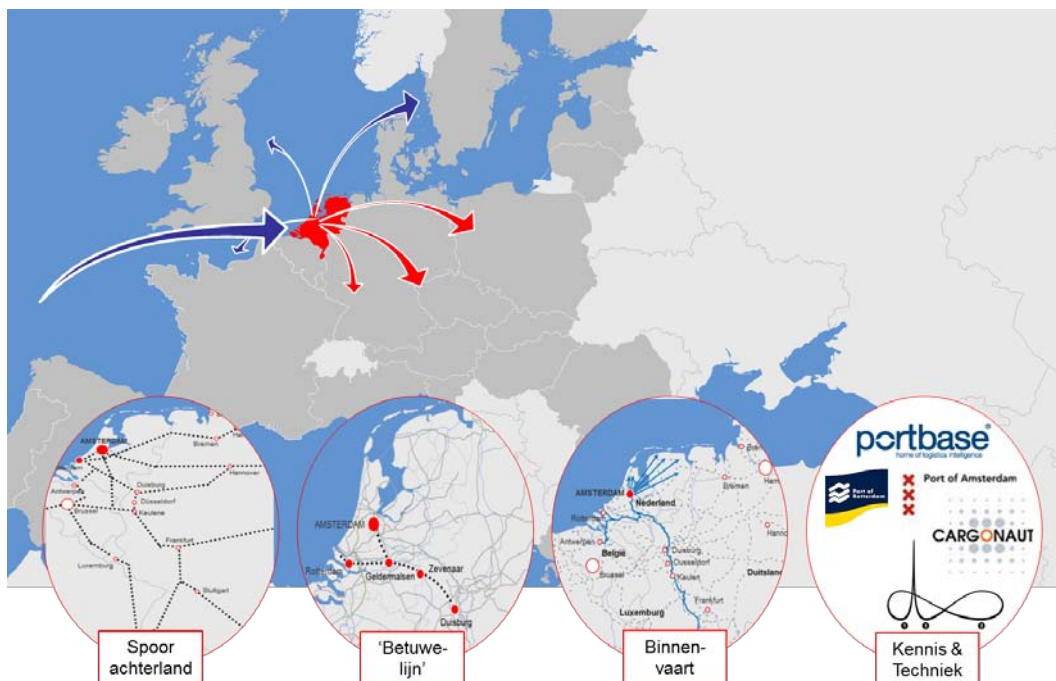 AMSTERDAM
Bremen
Hannover
Antwerpen
Duisburg
Düsseldorf
Keulene
Brussel
Frankfurt
Luxemburg
Stuttgart
Spoor
achterland
AMSTERDAM
Rotterdam
Geldermalsen
Zevenaar
Duisburg
'Betuwe-
lijn'
AMSTERDAM
Nederland
Bremen
Rotterdam
Antwerpen
België
Brussel
Duisburg
Dusseldorf
Keulen
Duitsland
Luxemburg
Frankfurt
Binnen-
vaart
portbase®
home of logistics intelligence
Port of
Rotterdam
Port of Amsterdam
CARGONAUT
Kennis &
Techniek